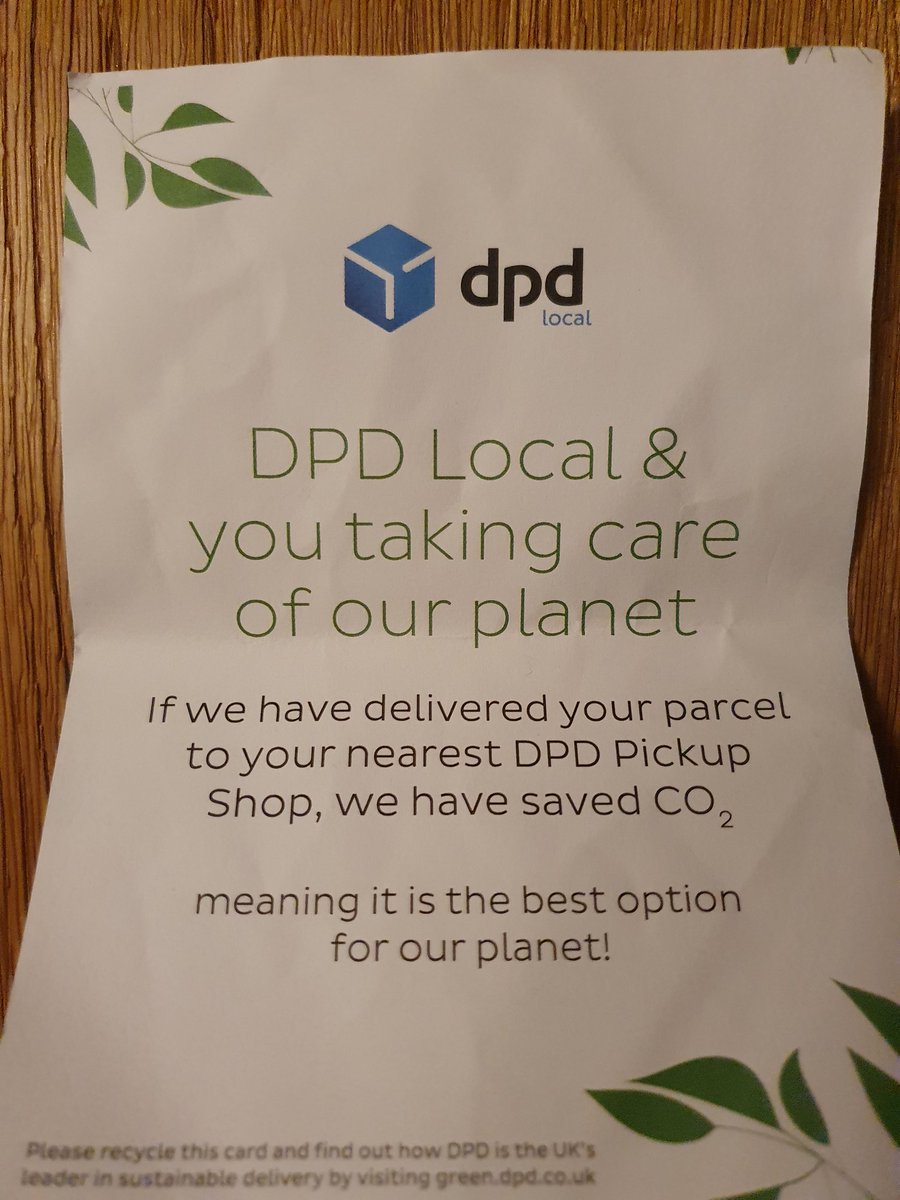 dpd
local
DPD Local &
you taking care
of our planet
If we have delivered your parcel
to your nearest DPD Pickup
Shop, we have saved CO₂
meaning it is the best option
for our planet!
Please recycle this card and find out how DPD is the UK's
leader in sustainable delivery by visiting green.dpd.co.uk